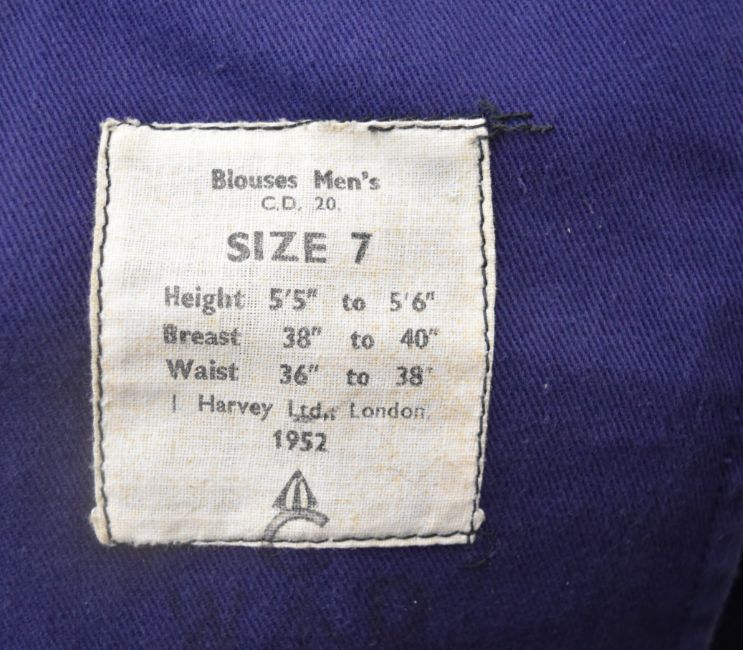 Blouses Men's
C.D. 20.
SIZE 7
Height 5'5" to 5'6"
Breast 38" to 40"
Waist 36" to 38"
I Harvey Ltd., London.
1952
C